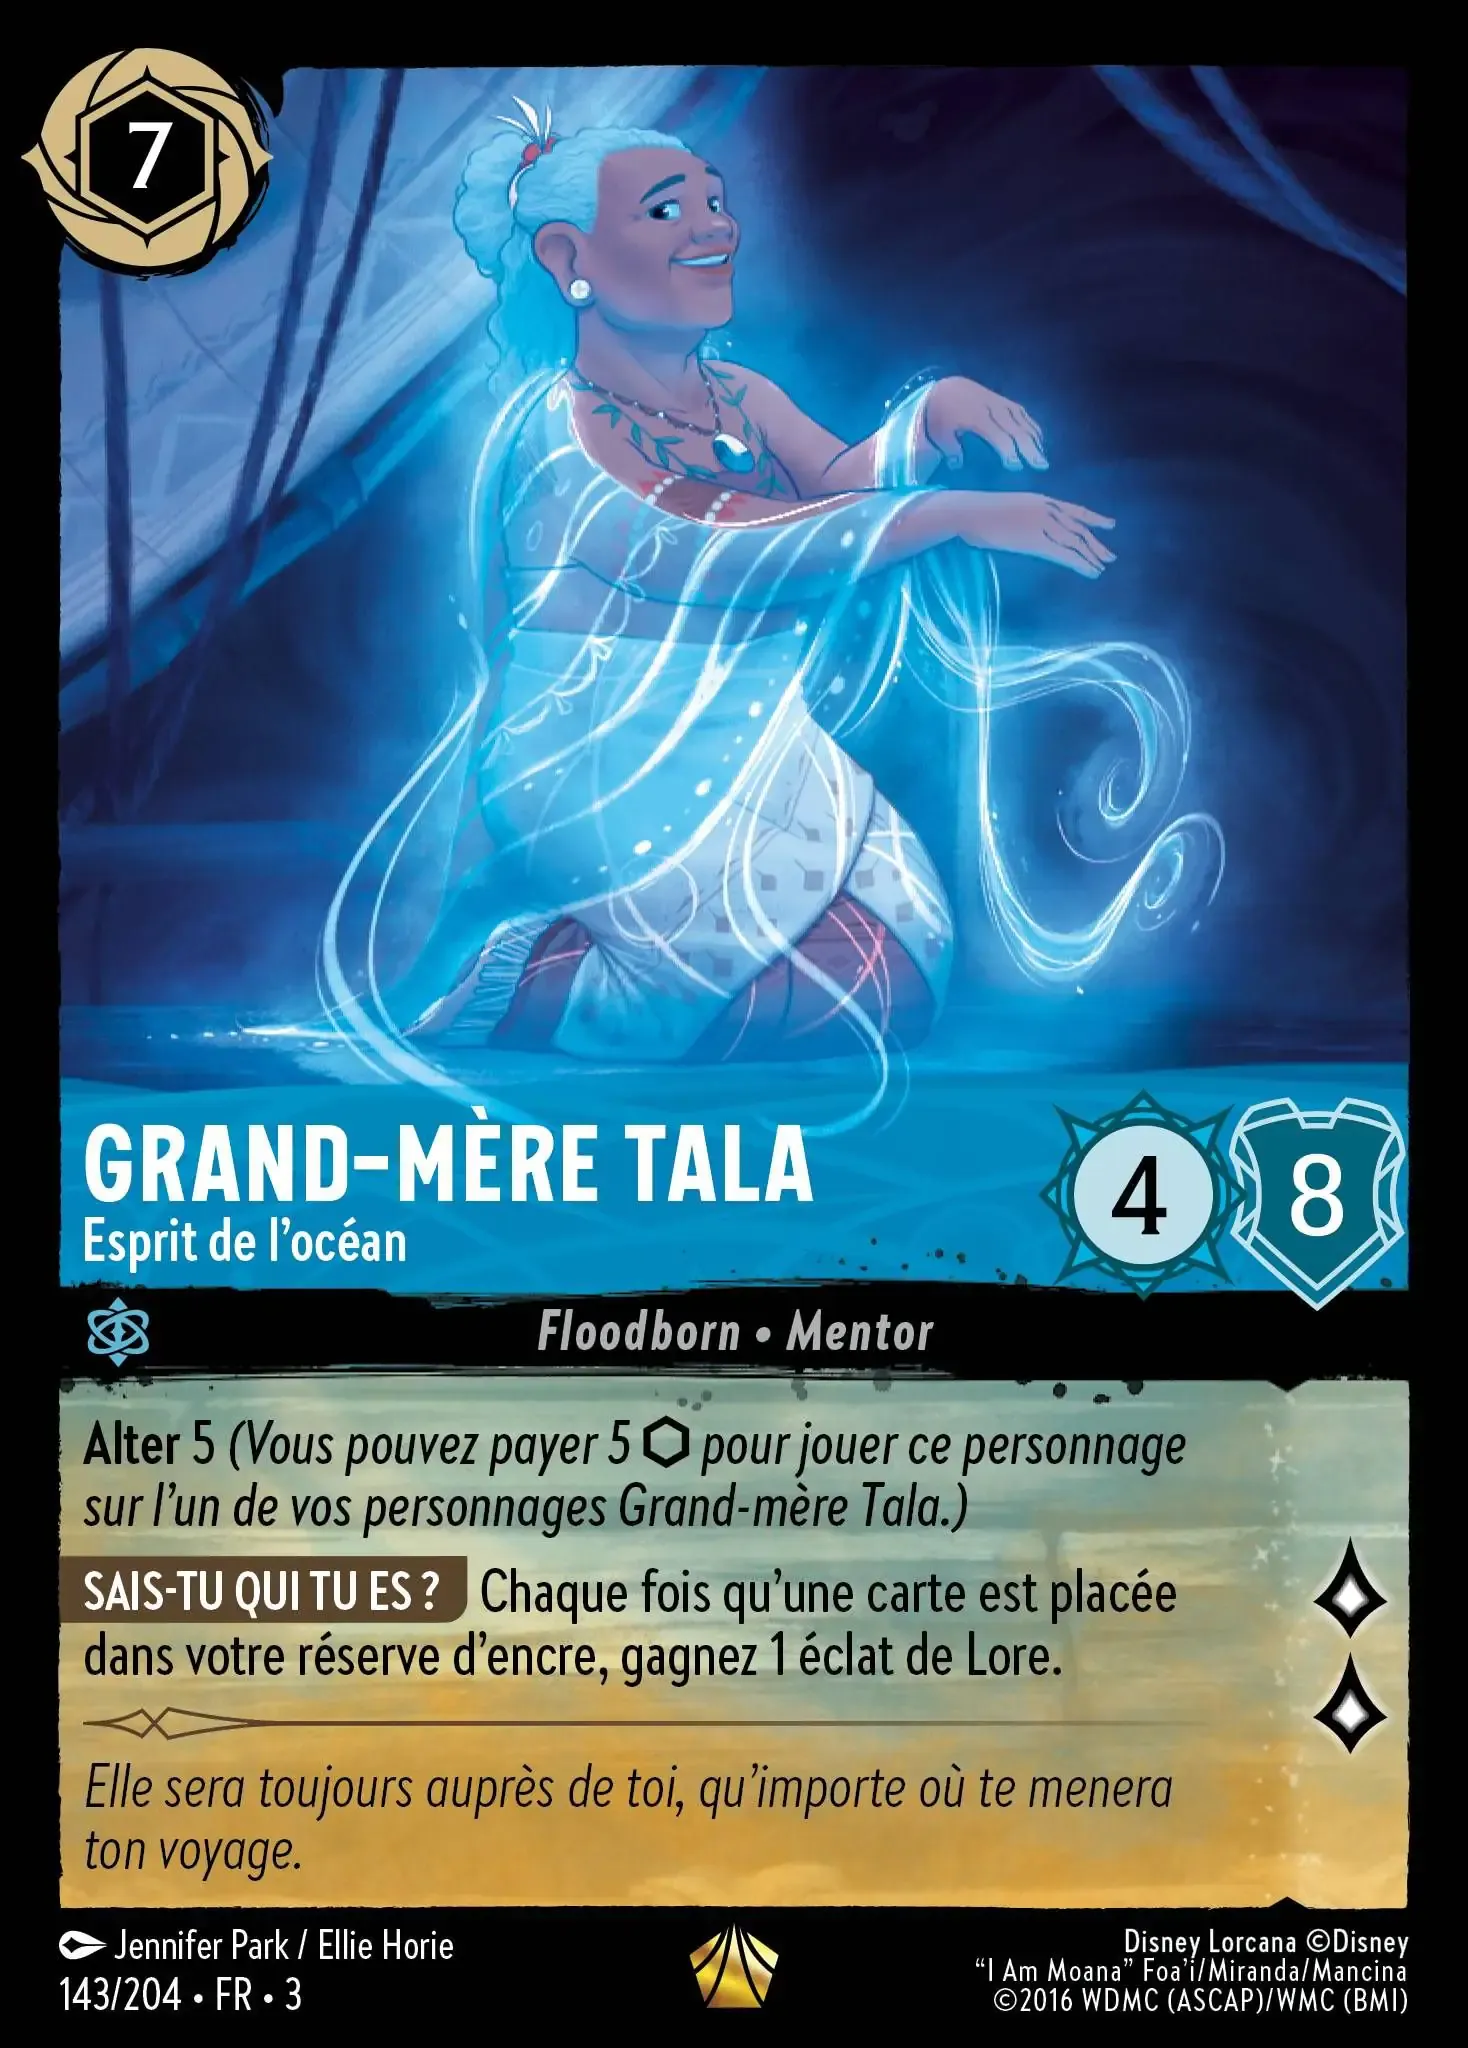 7
GRAND-MÈRE TALA
Esprit de l’océan
4
8
Floodborn • Mentor
Alter 5 (Vous pouvez payer 5 ⬡ pour jouer ce personnage
sur l’un de vos personnages Grand-mère Tala.)
SAIS-TU QUI TU ES ? Chaque fois qu’une carte est placée
dans votre réserve d’encre, gagnez 1 éclat de Lore.
Elle sera toujours auprès de toi, qu’importe où te menera
ton voyage.
Jennifer Park / Ellie Horie
143/204 • FR • 3
Disney Lorcana ©Disney
“I Am Moana” Foa’i/Miranda/Mancina
©2016 WDMC (ASCAP)/WMC (BMI)